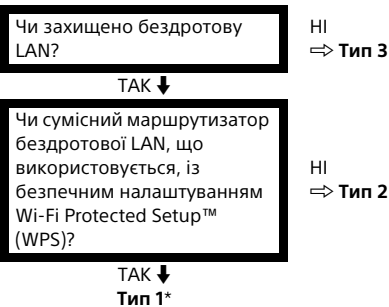 Чи захищено бездротову
LAN?
НІ
⇨ Тип 3
ТАК ⬇
Чи сумісний маршрутизатор
бездротової LAN, що
використовується, із
безпечним налаштуванням
Wi-Fi Protected Setup™
(WPS)?
НІ
⇨ Тип 2
ТАК ⬇
Тип 1*